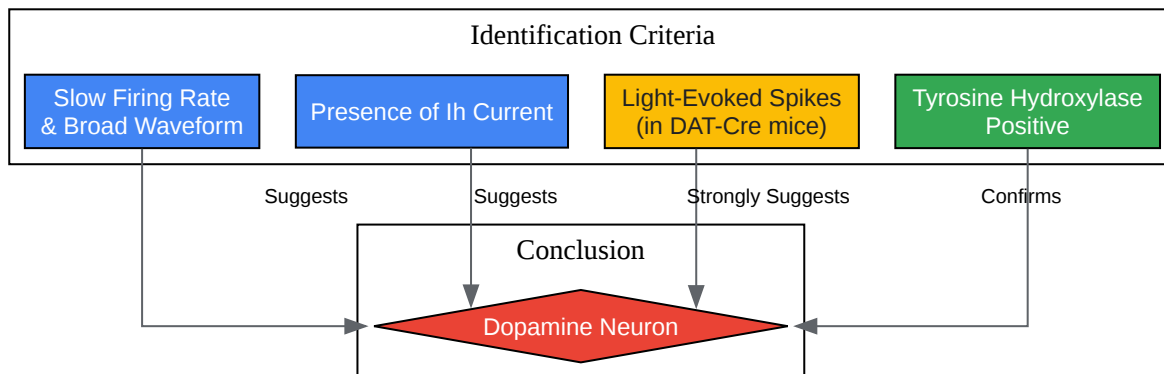 Identification Criteria
Slow Firing Rate
& Broad Waveform
Presence of Ih Current
Light-Evoked Spikes
(in DAT-Cre mice)
Tyrosine Hydroxylase
Positive
Suggests
Suggests
Strongly Suggests
Confirms
Conclusion
Dopamine Neuron